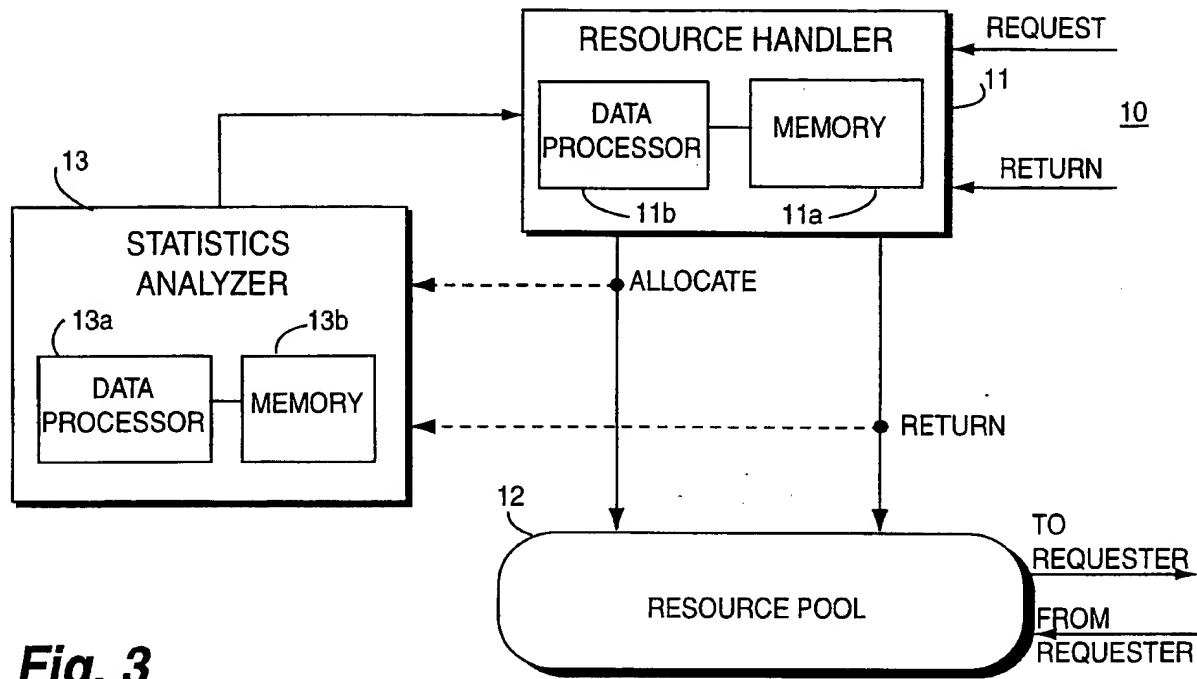 RESOURCE HANDLER
REQUEST
11
10
DATA
PROCESSOR
MEMORY
RETURN
11b
11a
13
STATISTICS
ANALYZER
ALLOCATE
13a
13b
DATA
PROCESSOR
MEMORY
RETURN
12
RESOURCE POOL
TO
REQUESTER
FROM
REQUESTER
Fig. 3